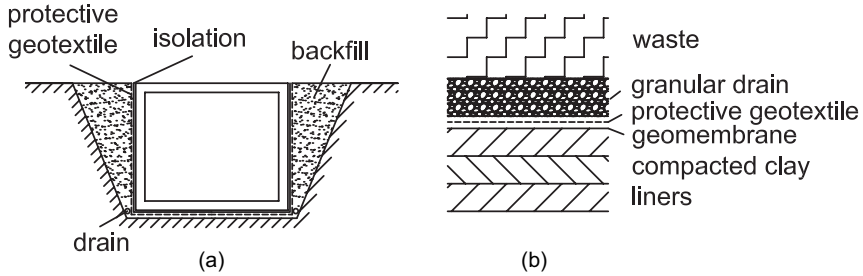 protective
geotextile
isolation
backfill
drain
(a)
waste
granular drain
protective geotextile
geomembrane
compacted clay
liners
(b)